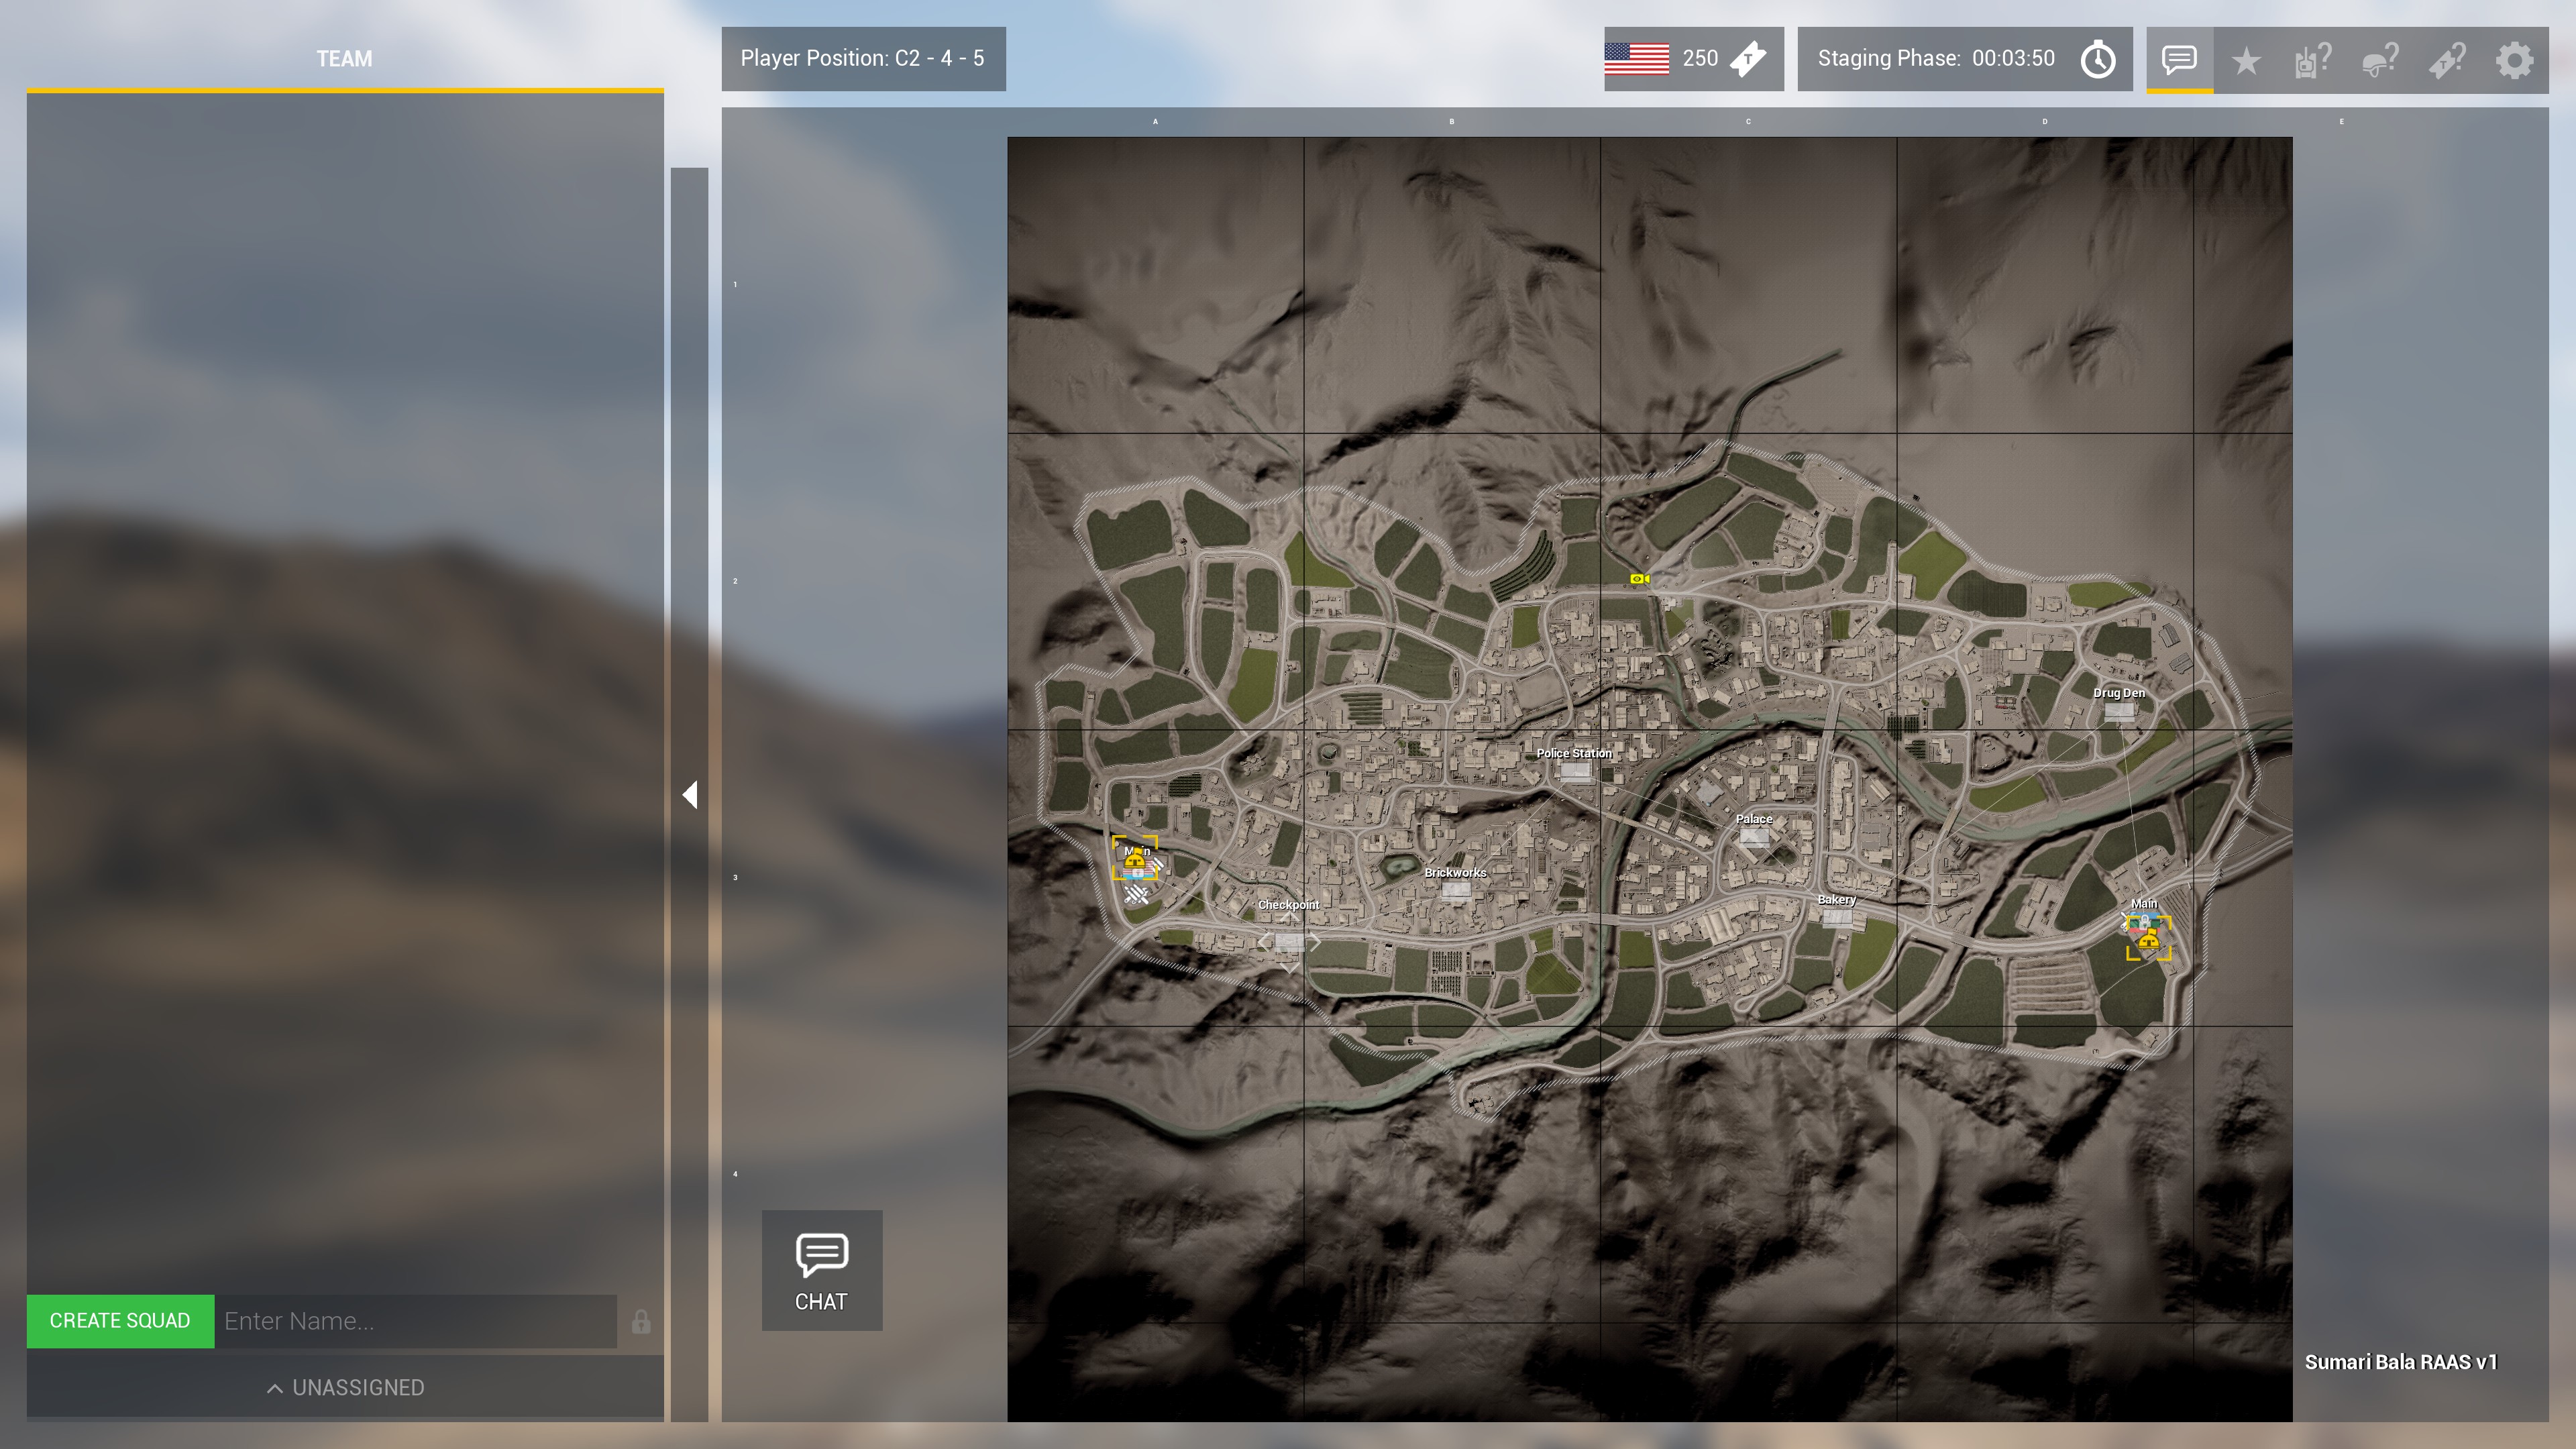 TEAM
Player Position: C2 - 4 - 5
250
T
Staging Phase: 00:03:50
A
B
C
D
E
1
2
3
4
Drug Den
Police Station
Palace
Main
Brickworks
Checkpoint
Bakery
Main
CHAT
CREATE SQUAD
Enter Name...
UNASSIGNED
Sumari Bala RAAS v1